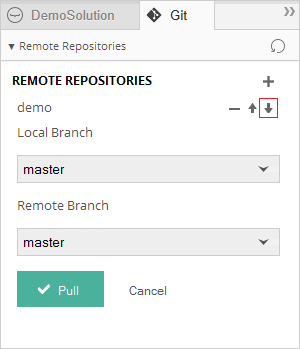 DemoSolution Git
Remote Repositories
REMOTE REPOSITORIES
demo
Local Branch
master
Remote Branch
master
Pull Cancel